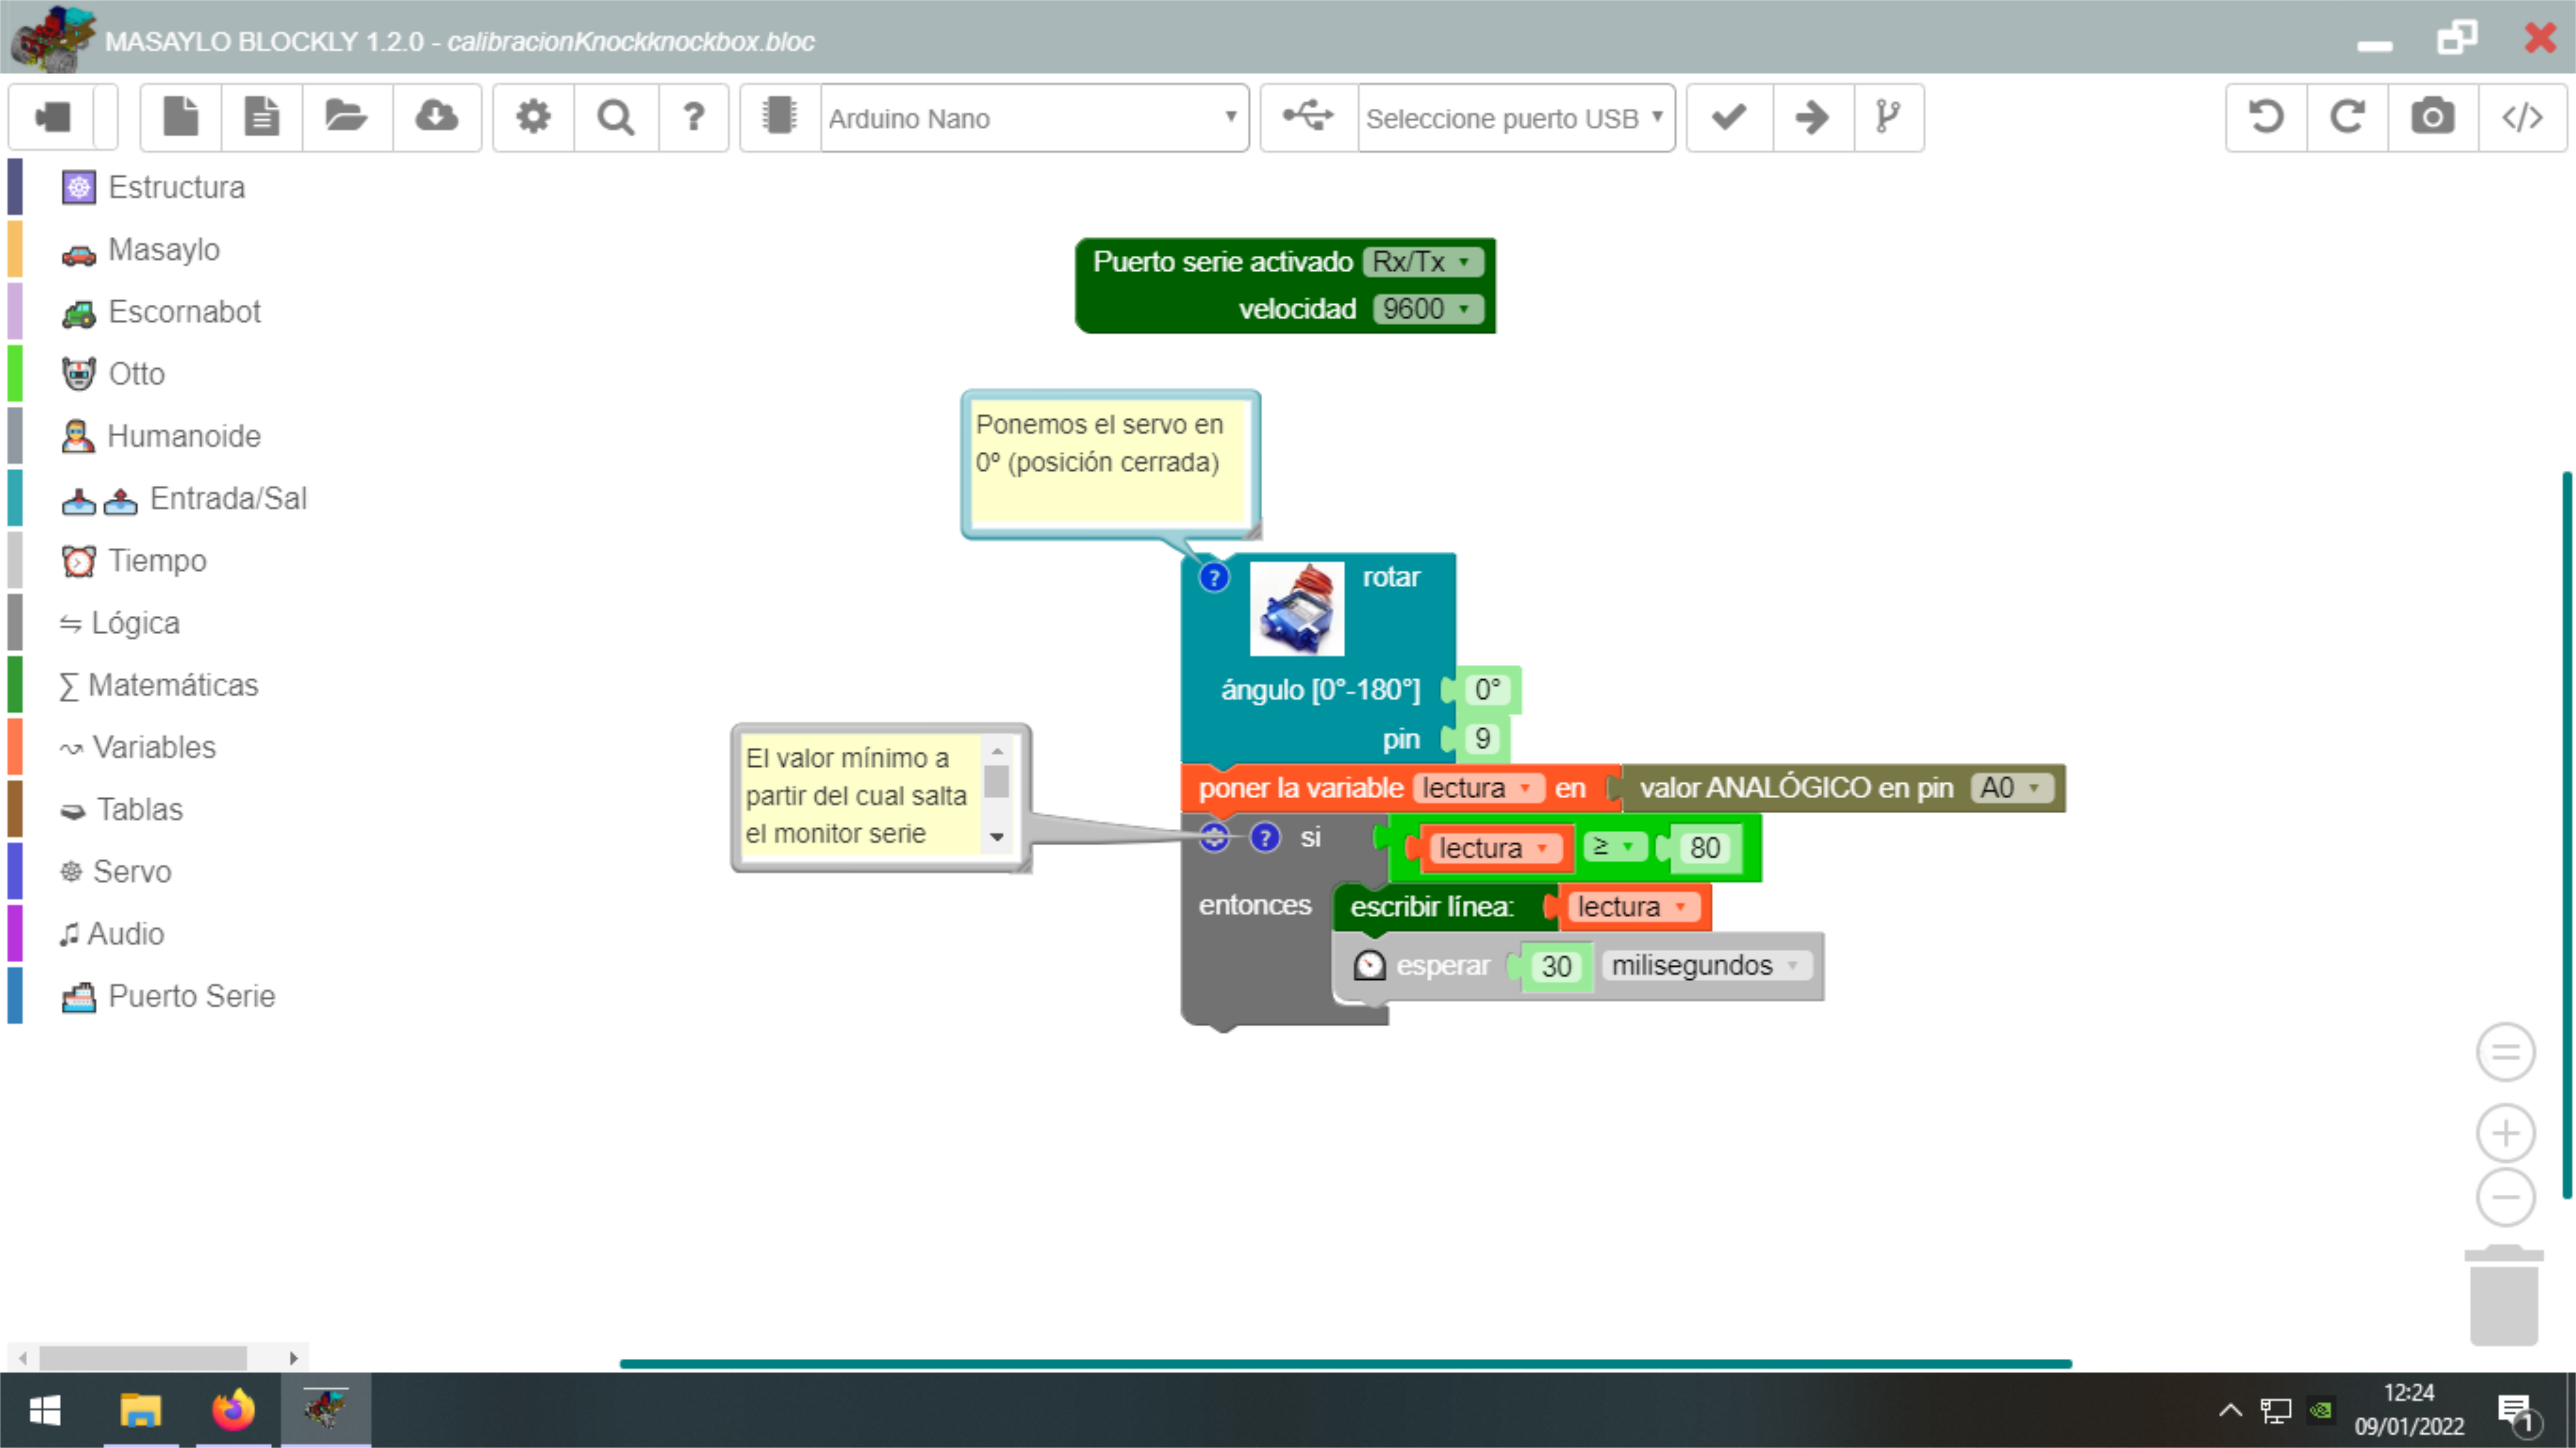 MASAYLO BLOCKLY 1.2.0 - calibracionKnockknockbox.bloc
?
Arduino Nano
Seleccione puerto USB
</>
Estructura
Masaylo
Escornabot
Otto
Humanoide
Entrada/Sal
Tiempo
Lógica
Matemáticas
Variables
Tablas
Servo
Audio
Puerto Serie
Puerto serie activado Rx/Tx
velocidad 9600
Ponemos el servo en
0º (posición cerrada)
? rotar
ángulo [0°-180°] 0°
pin 9
poner la variable lectura en valor ANALÓGICO en pin A0
El valor mínimo a
partir del cual salta
el monitor serie
? si lectura ≥ 80
entonces escribir línea: lectura
esperar 30 milisegundos
12:24
09/01/2022
1